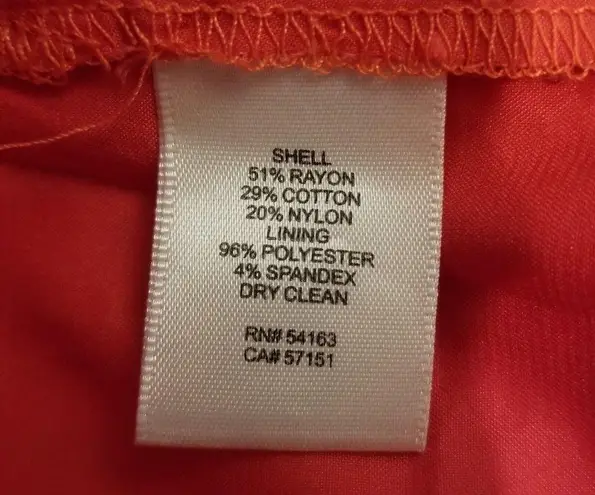 SHELL
51% RAYON
29% COTTON
20% NYLON
LINING
96% POLYESTER
4% SPANDEX
DRY CLEAN
RN# 54163
CA# 57151